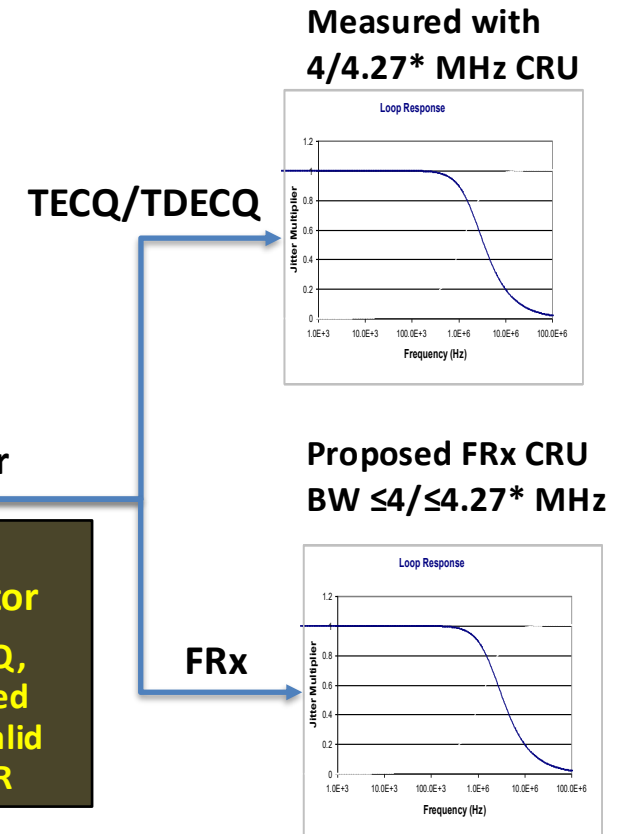 Measured with
4/4.27* MHz CRU
Loop Response
1.2
1
0.8
0.6
0.4
0.2
0
Jitter Multiplier
1.0E+3 10.0E+3 100.0E+3 1.0E+6 10.0E+6 100.0E+6
Frequency (Hz)
TECQ/TDECQ
r
tor
Q,
ed
alid
R
FRx
Proposed FRx CRU
BW ≤4/≤4.27* MHz
Loop Response
1.2
1
0.8
0.6
0.4
0.2
0
Jitter Multiplier
1.0E+3 10.0E+3 100.0E+3 1.0E+6 10.0E+6 100.0E+6
Frequency (Hz)